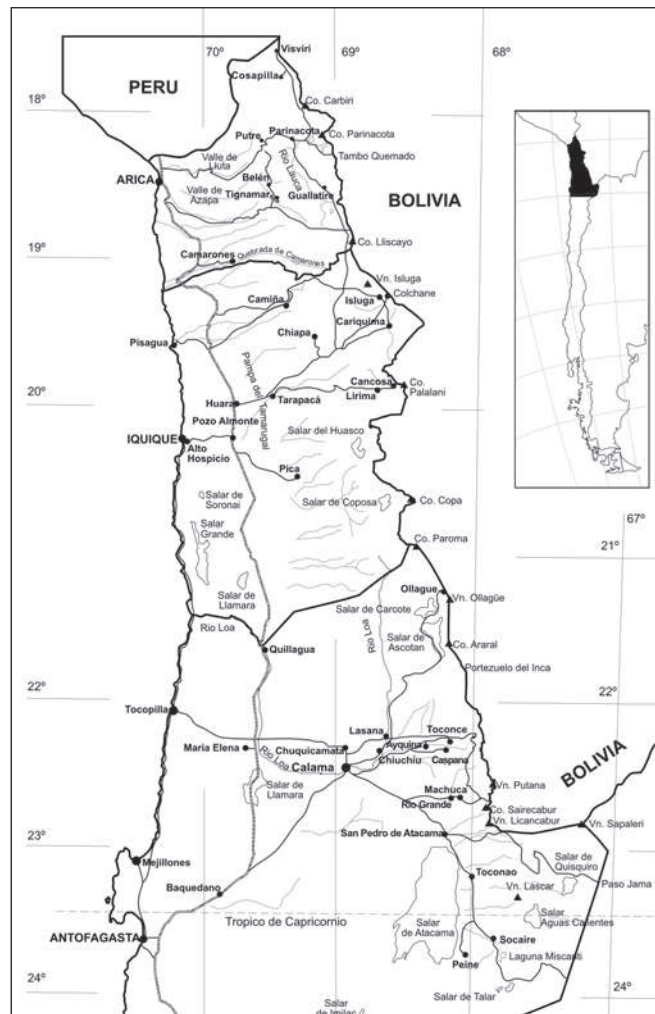 70º
69º
68º
Visviri
PERU
Cosapilla
18º
Co. Carbiri
Putre
Parinacota
Co. Parinacota
Tambo Quemado
Valle de
Lluta
Rio Lauca
ARICA
Belén
Valle de
Azapa
Tignamar
Guallatire
BOLIVIA
Co. Lliscayo
19º
Camarones
Quebrada de Camarones
Vn. Isluga
Isluga
Colchane
Camiña
Cariquima
Chiapa
Pisagua
Pampa del Tamarugal
Cancosa
Co.
Palalani
Lirima
20º
Huara
Tarapacá
Pozo Almonte
IQUIQUE
Alto
Hospicio
Salar del Huasco
Pica
Salar de
Soronai
Salar de Coposa
Co. Copa
Salar
Grande
Co. Paroma
67º
21º
Salar de
Llamara
Ollague
Vn. Ollagüe
Salar de Carcote
Rio Loa
Rio Loa
Salar de
Ascotan
Co. Araral
Quillagua
Portezuelo del Inca
22º
22º
Tocopilla
Lasana
Toconce
Maria Elena
Rio Loa
Chuquicamata
Ayquina
Chiuchiu
Caspana
Calama
BOLIVIA
Salar de
Llamara
Machuca
Vn. Putana
Rio Grande
Co. Sairecabur
Vn. Licancabur
Vn. Sapaleri
San Pedro de Atacama
23º
Mejillones
Salar de
Quisquiro
Toconao
Paso Jama
Baquedano
Vn. Lascar
Tropico de Capricornio
Salar
Aguas Calientes
Salar
de Atacama
ANTOFAGASTA
Socaire
Laguna Miscanti
Peine
24º
24º
Salar de Talar
Salar
de Imilac